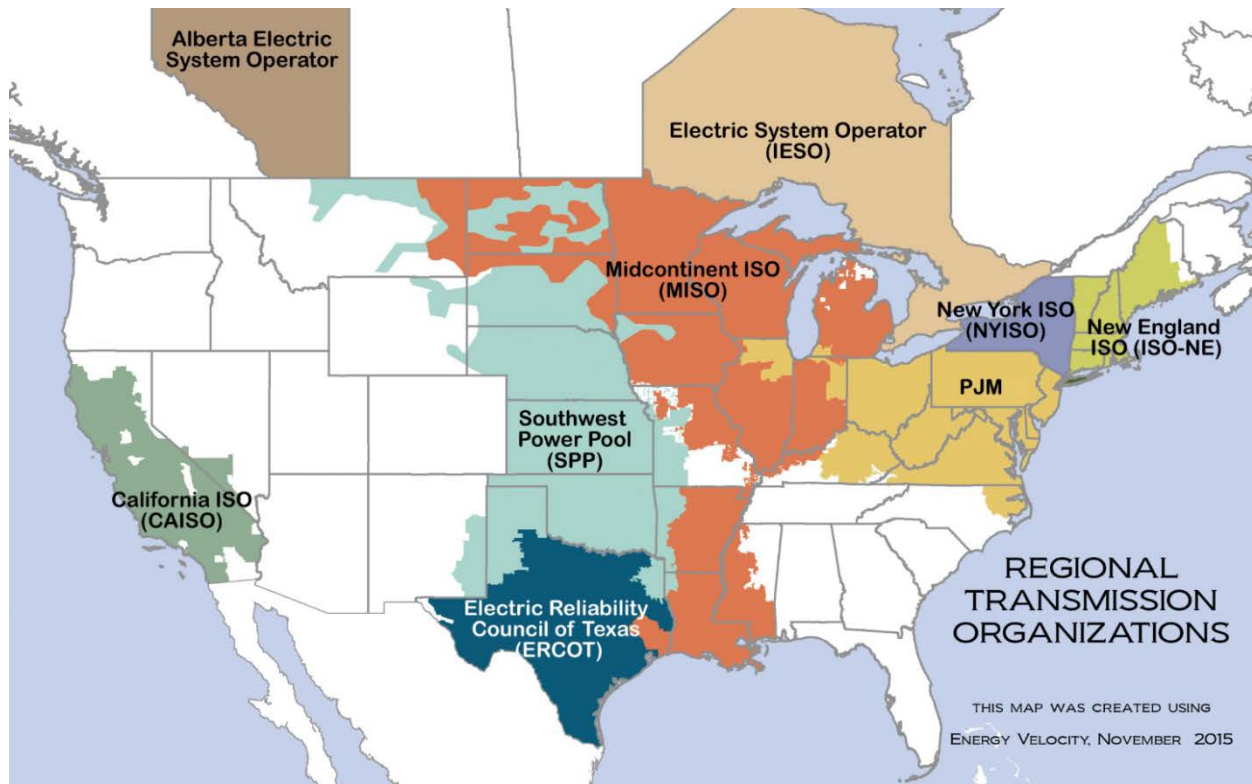 Alberta Electric
System Operator
Electric System Operator
(IESO)
Midcontinent ISO
(MISO)
New York ISO
(NYISO)
New England
ISO (ISO-NE)
PJM
Southwest
Power Pool
(SPP)
California ISO
(CAISO)
Electric Reliability
Council of Texas
(ERCOT)
REGIONAL
TRANSMISSION
ORGANIZATIONS
THIS MAP WAS CREATED USING
ENERGY VELOCITY, NOVEMBER 2015